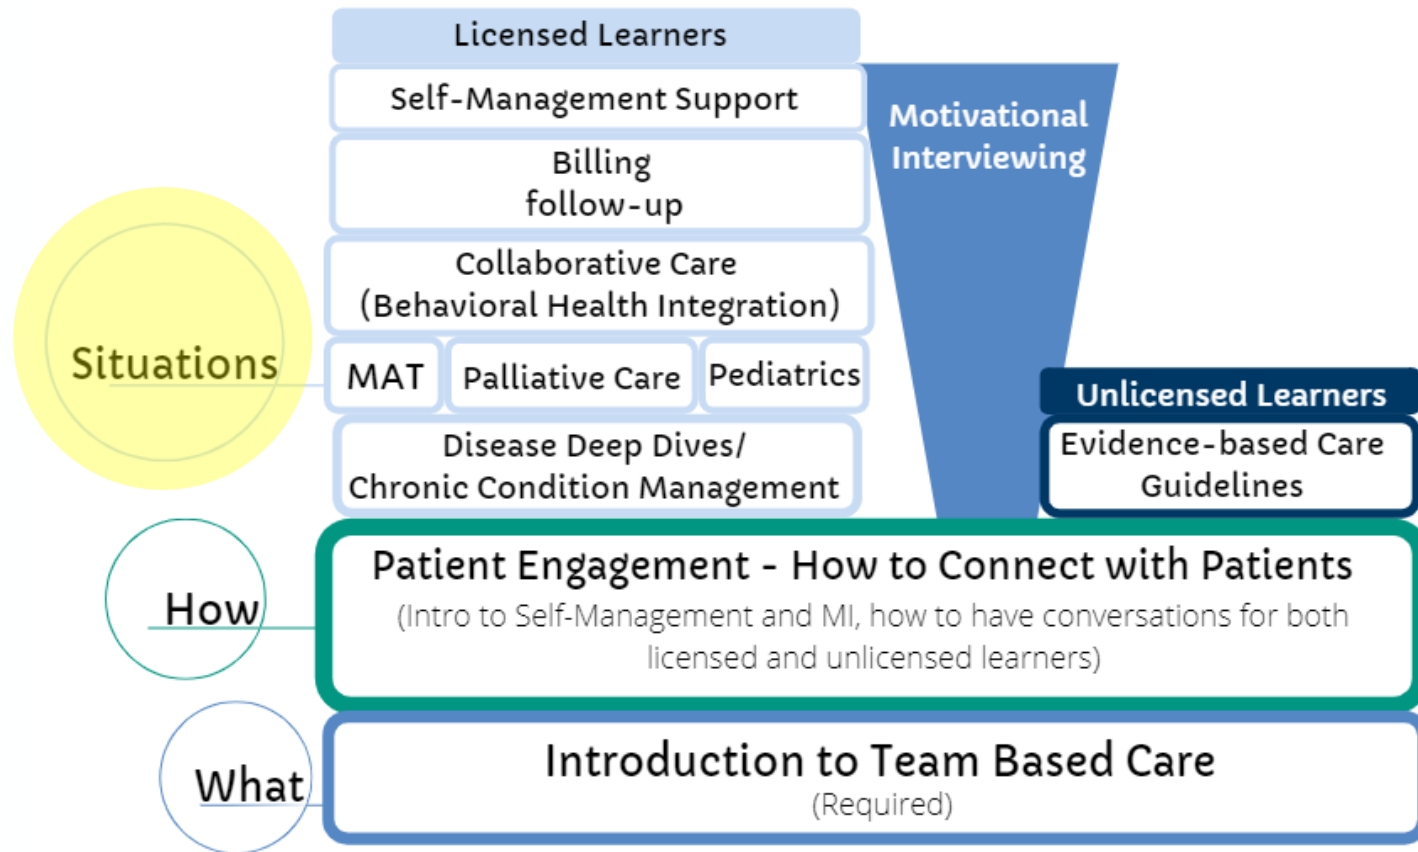 Licensed Learners
Self-Management Support
Billing
follow-up
Collaborative Care
(Behavioral Health Integration)
MAT
Palliative Care
Pediatrics
Disease Deep Dives/
Chronic Condition Management
Motivational
Interviewing
Unlicensed Learners
Evidence-based Care
Guidelines
Situations
How
Patient Engagement - How to Connect with Patients
(Intro to Self-Management and MI, how to have conversations for both
licensed and unlicensed learners)
What
Introduction to Team Based Care
(Required)